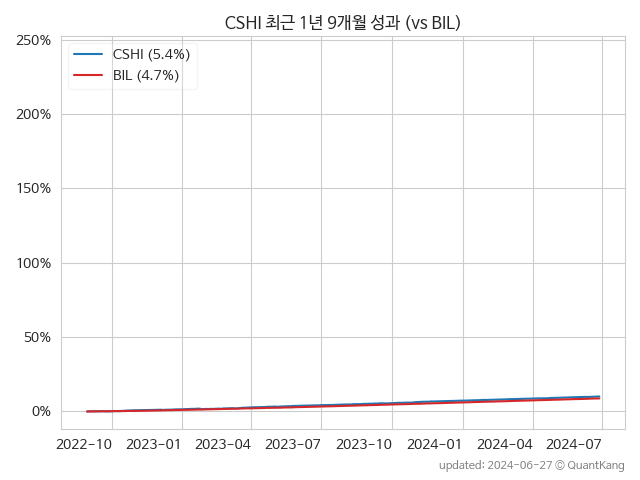 CSHI 최근 1년 9개월 성과 (vs BIL)
250%
CSHI (5.4%)
BIL (4.7%)
200%
150%
100%
50%
0%
2022-10 2023-01 2023-04 2023-07 2023-10 2024-01 2024-04 2024-07
updated: 2024-06-27 © QuantKang